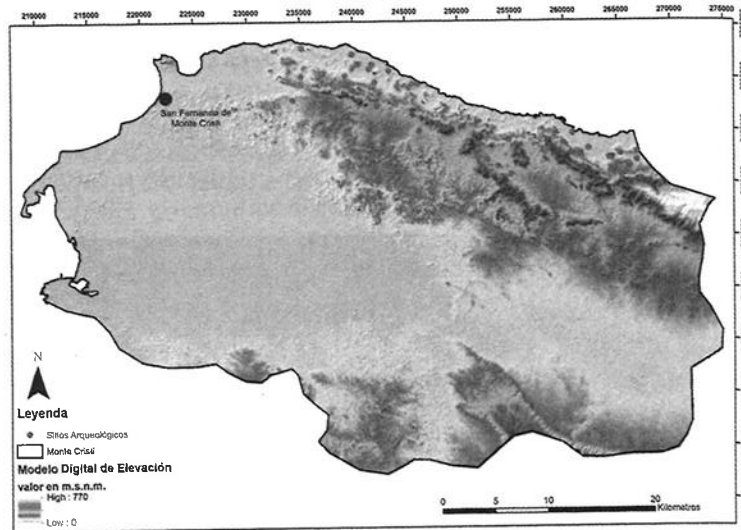 210000 215000 220000 225000 230000 235000 240000 245000 250000 255000 260000 265000 270000 275000
San Fernando de
Monte Cristi
N
Leyenda
Sitios Arqueológicos
Monte Cristi
Modelo Digital de Elevación
valor en m.s.n.m.
High : 770
Low : 0
0 5 10 20
Kilometros